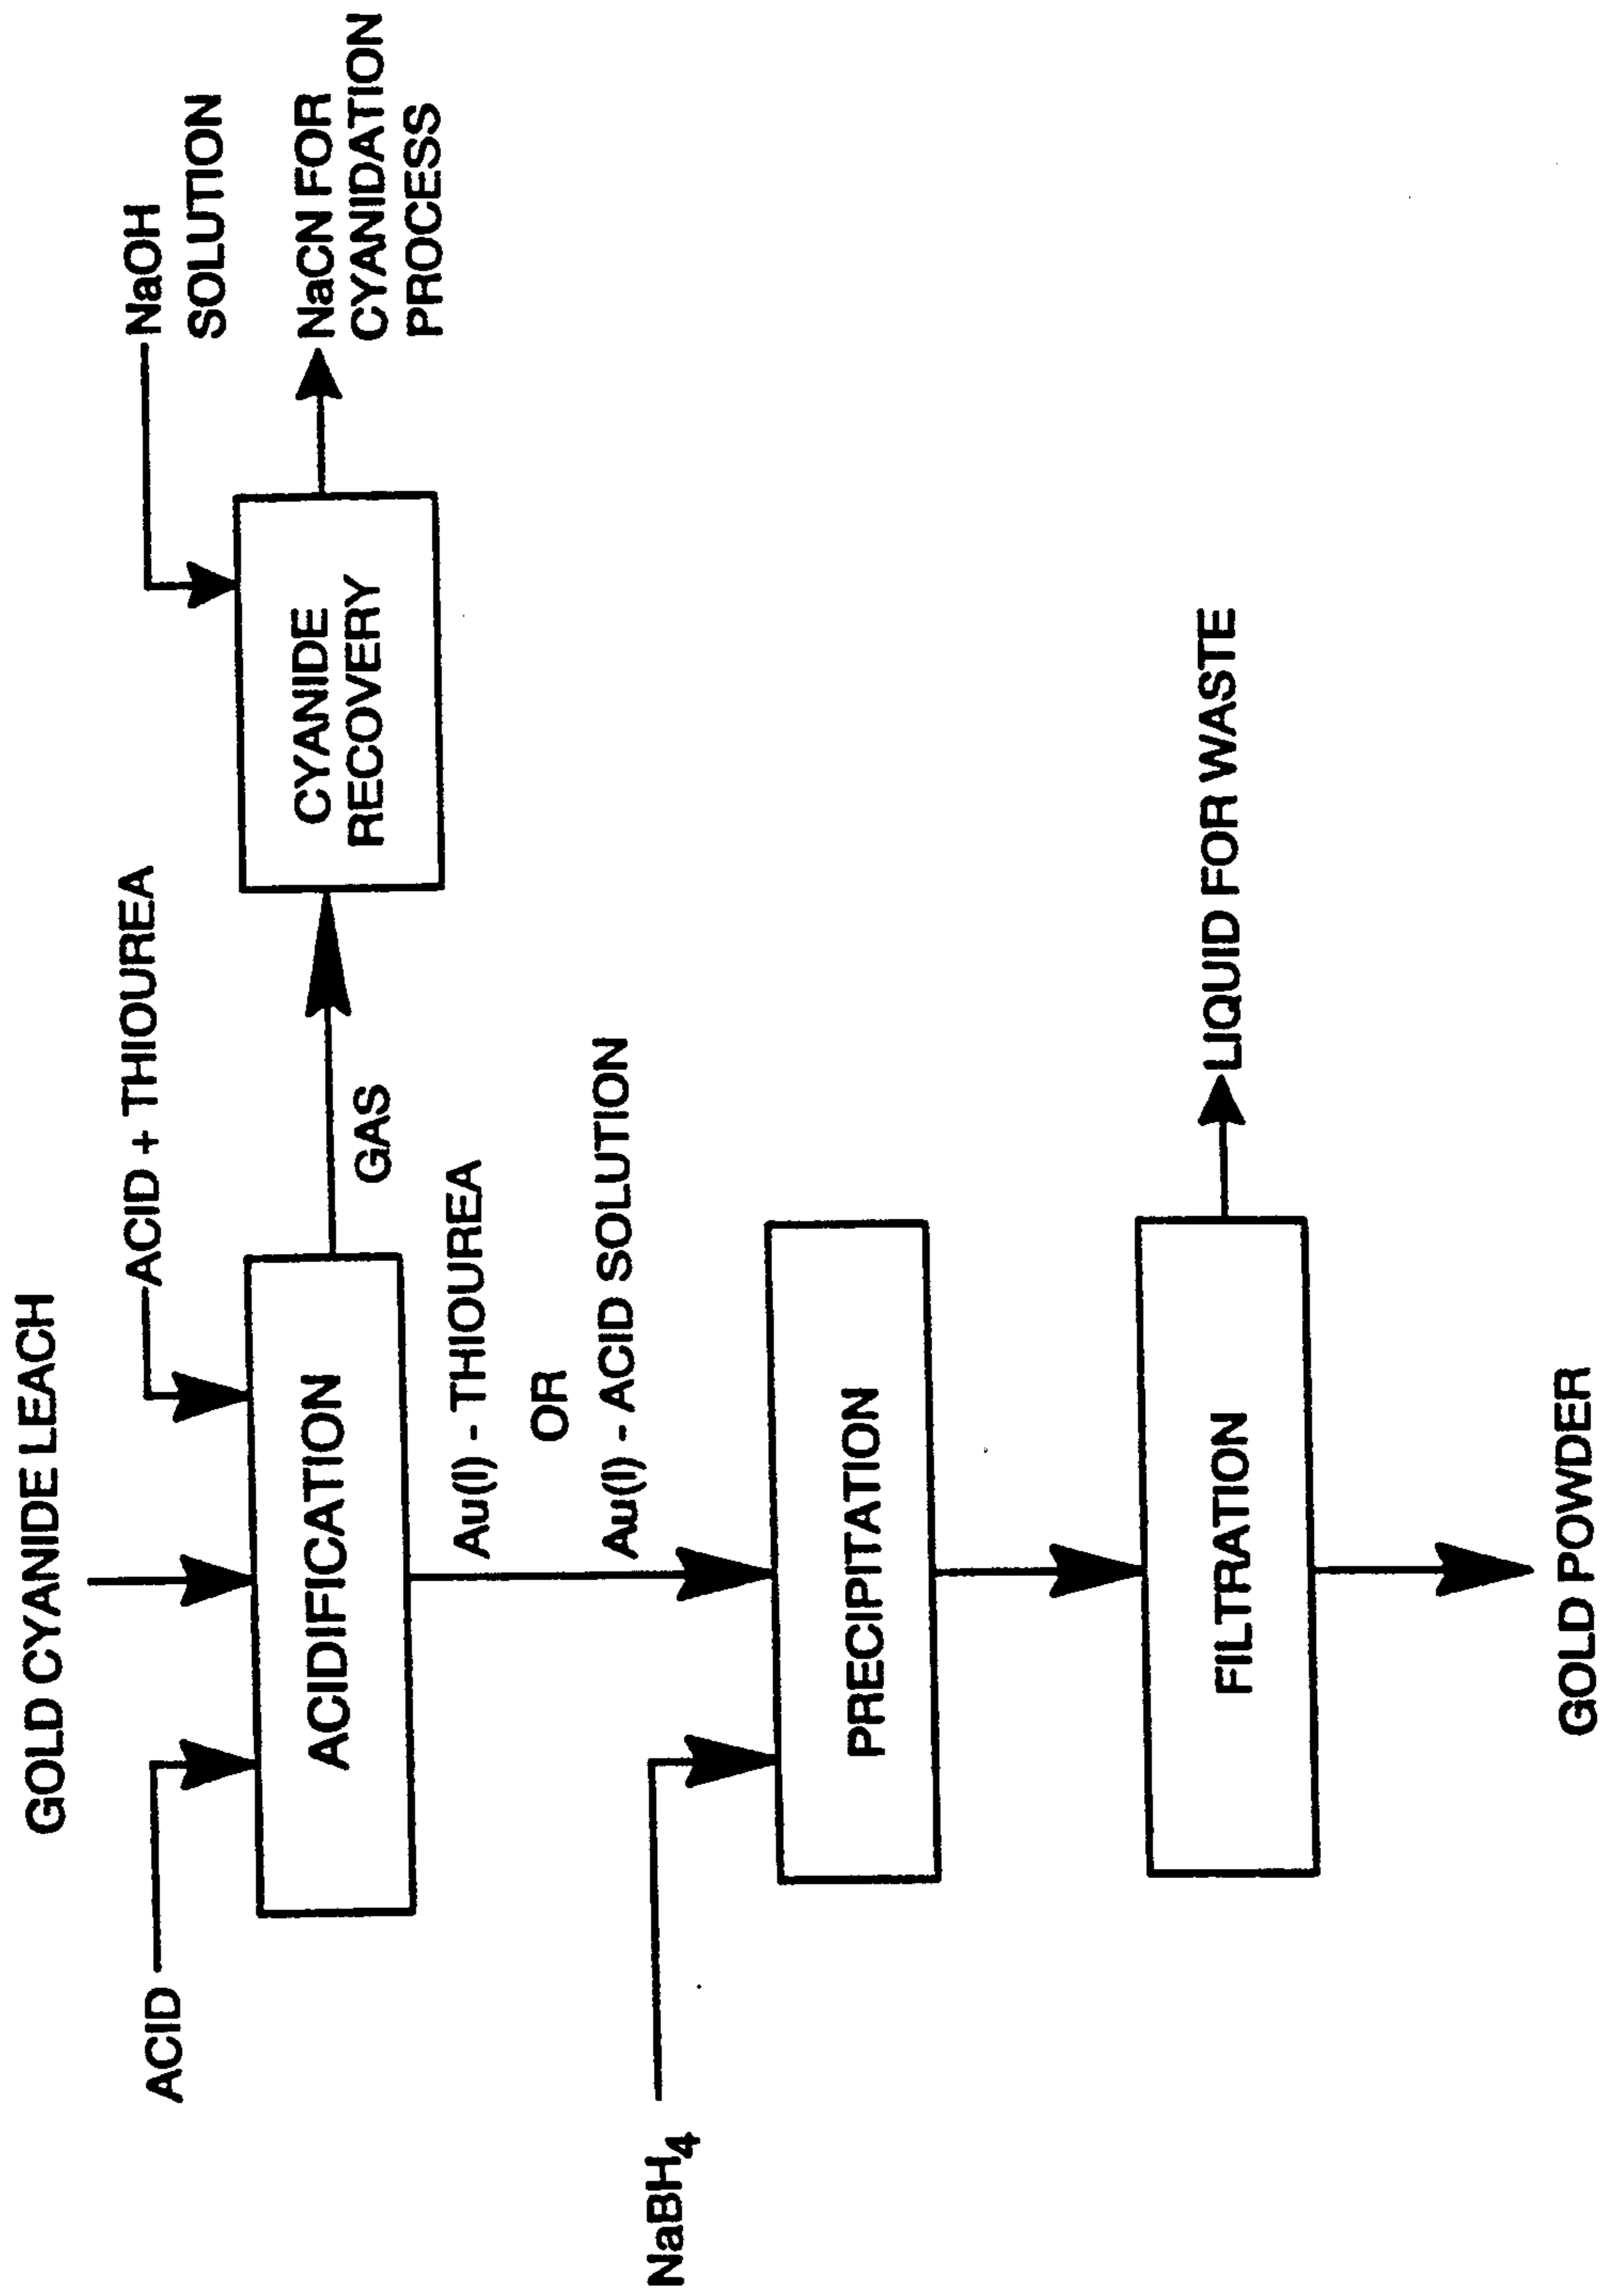 GOLD CYANIDE LEACH
ACID
ACID + THIOUREA
NaOH
SOLUTION
ACIDIFICATION
GAS
CYANIDE
RECOVERY
NaCN FOR
CYANIDATION
PROCESS
Au(I) - THIOUREA
OR
Au(I) - ACID SOLUTION
NaBH₄
PRECIPITATION
FILTRATION
LIQUID FOR WASTE
GOLD POWDER